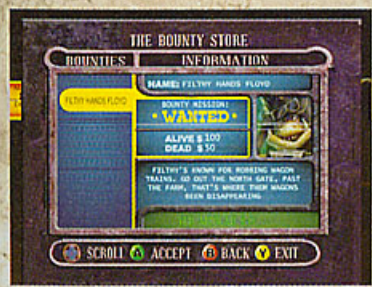 THE BOUNTY STORE
BOUNTIES
INFORMATION
FILTHY HANDS FLOYD
NAME: FILTHY HANDS FLOYD
BOUNTY MISSION:
• WANTED •
ALIVE $ 100
DEAD $ 50
FILTHY'S KNOWN FOR ROBBING WAGON
TRAINS. GO OUT THE NORTH GATE, PAST
THE FARM, THAT'S WHERE THEM WAGONS
BEEN DISAPPEARING
SCROLL A ACCEPT B BACK Y EXIT